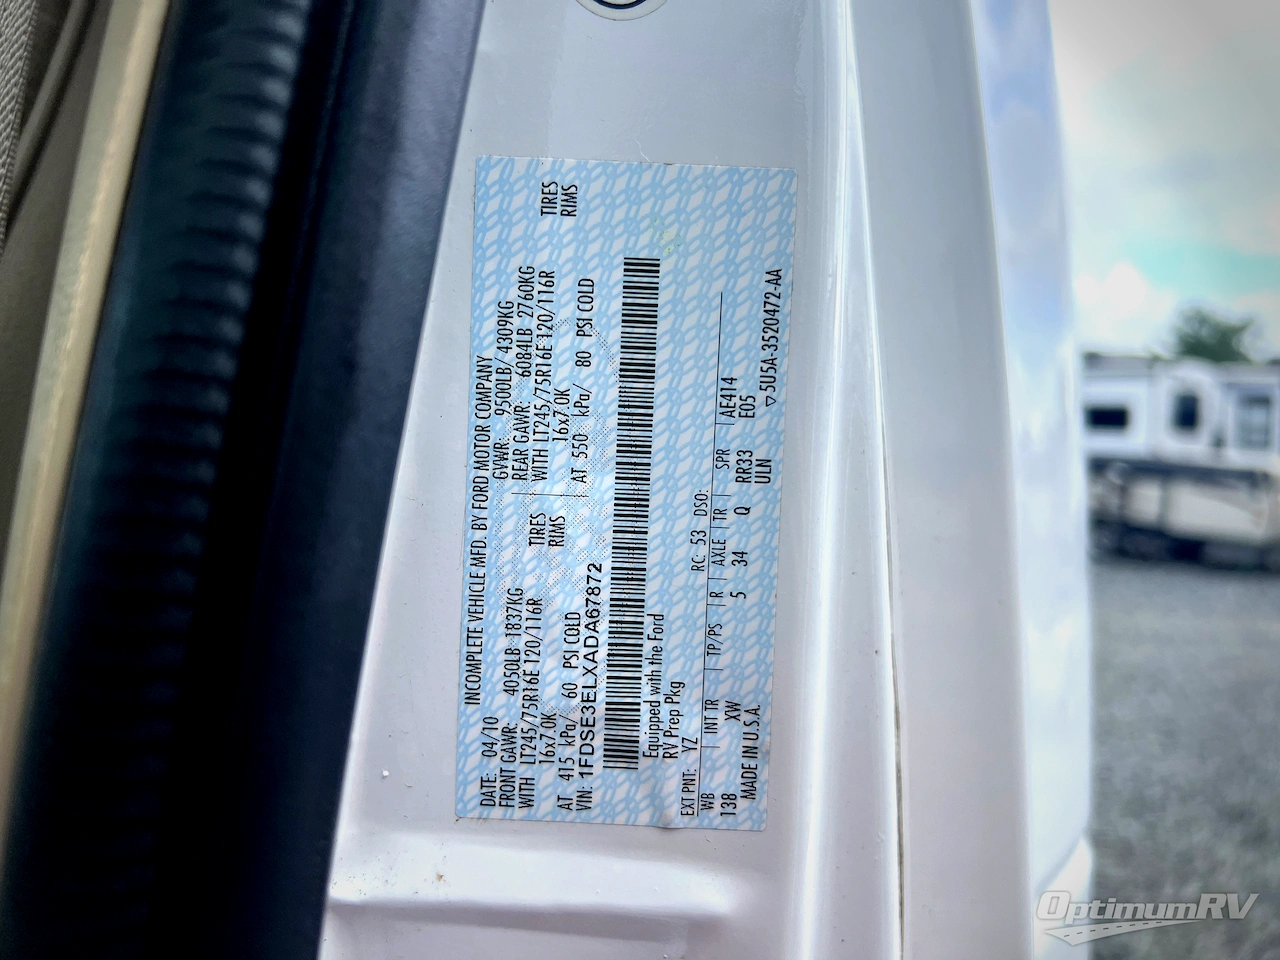 INCOMPLETE VEHICLE MFD. BY FORD MOTOR COMPANY
DATE: 04/10 GVWR: 9500LB/ 4309KG
FRONT GAWR: 4050LB 1837KG REAR GAWR: 6084LB 2760KG
WITH LT245/75R16E 120/116R TIRES WITH LT245/75R16E 120/116R TIRES
16x7.0K RIMS 16x7.0K RIMS
AT 415 kPa/ 60 PSI COLD AT 550 kPa/ 80 PSI COLD
VIN: 1FDSE3ELXADA67872
Equipped with the Ford
RV Prep Pkg
EXT PNT: YZ RC: 53 DSO:
WB INT TR TP/PS R AXLE TR SPR AE414
138 XW 5 34 Q RR33 E05
MADE IN U.S.A. ULN ▽5U5A-3520472-AA
OptimumRV